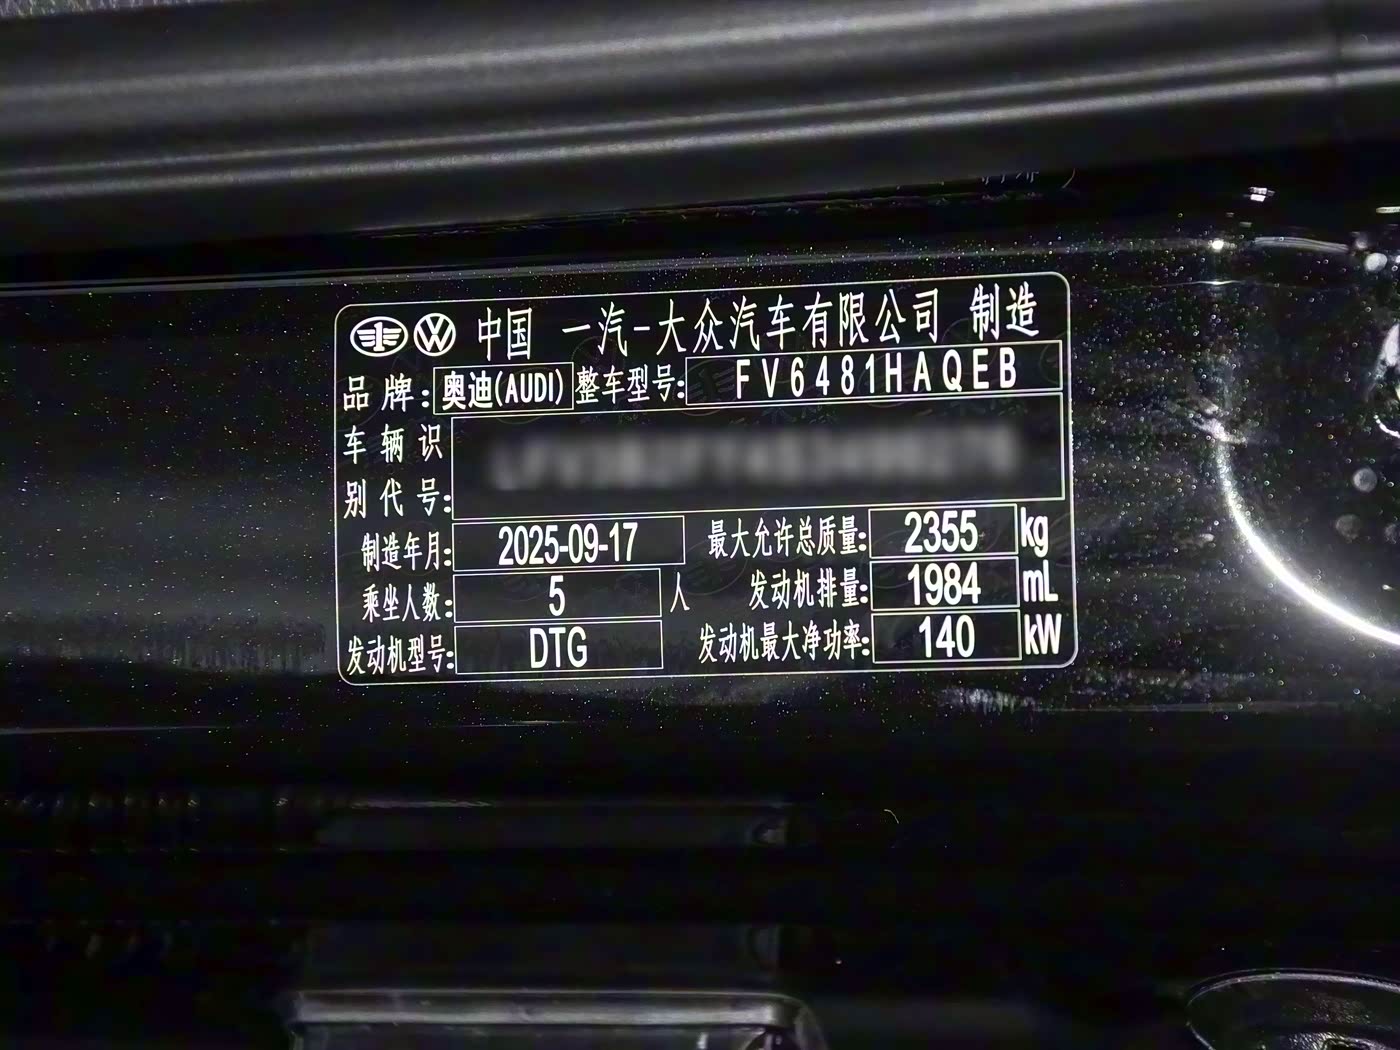 中国 一汽-大众汽车有限公司 制造
品牌: 奥迪(AUDI) 整车型号: FV6481HAQEB
车辆识
别代号:
制造年月: 2025-09-17 最大允许总质量: 2355 kg
乘坐人数: 5 人 发动机排量: 1984 mL
发动机型号: DTG 发动机最大净功率: 140 kW